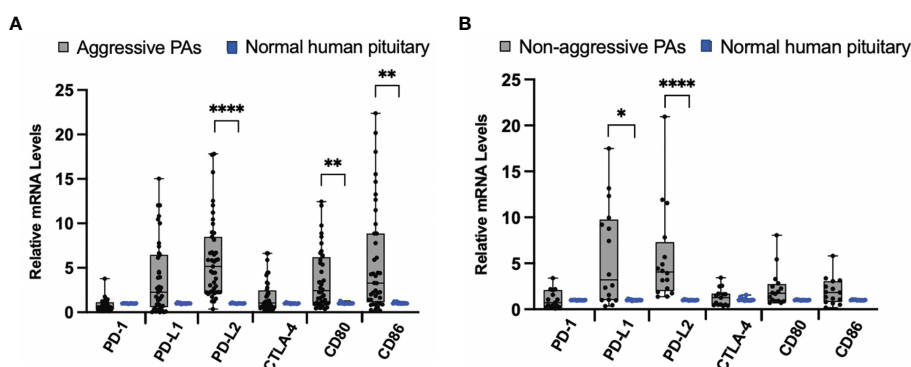 A
Aggressive PAs Normal human pituitary
Relative mRNA Levels
25
20
15
10
5
0
****
**
**
PD-1 PD-L1 PD-L2 CTLA-4 CD80 CD86
B
Non-aggressive PAs Normal human pituitary
Relative mRNA Levels
25
20
15
10
5
0
*
****
PD-1 PD-L1 PD-L2 CTLA-4 CD80 CD86